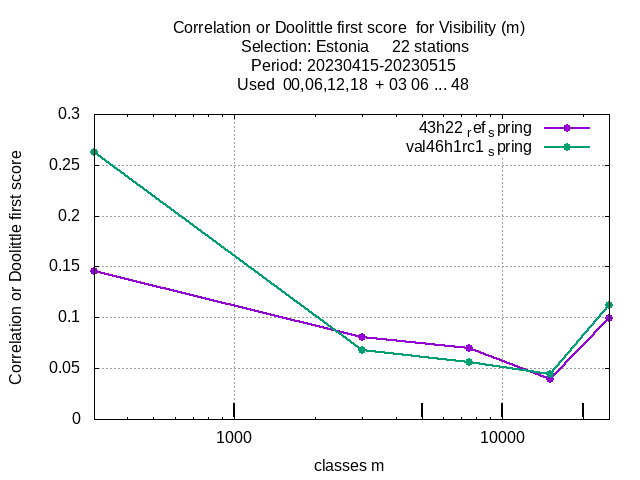 Correlation or Doolittle first score  for Visibility (m)
Selection: Estonia     22 stations
Period: 20230415-20230515
Used  00,06,12,18  + 03 06 ... 48
0.3
0.25
0.2
0.15
0.1
0.05
0
Correlation or Doolittle first score
43h22 ref spring
val46h1rc1 spring
1000
10000
classes m